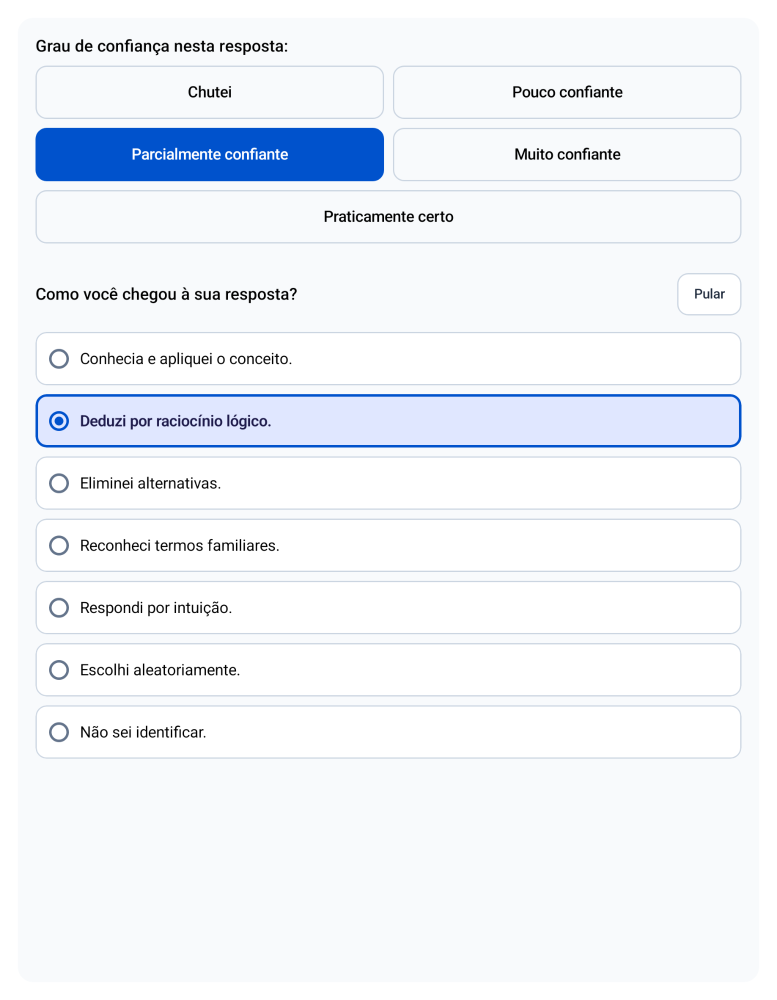 Grau de confiança nesta resposta:
Chutei
Pouco confiante
Parcialmente confiante
Muito confiante
Praticamente certo
Como você chegou à sua resposta?
Pular
Conhecia e apliquei o conceito.
Deduzi por raciocínio lógico.
Eliminei alternativas.
Reconheci termos familiares.
Respondi por intuição.
Escolhi aleatoriamente.
Não sei identificar.